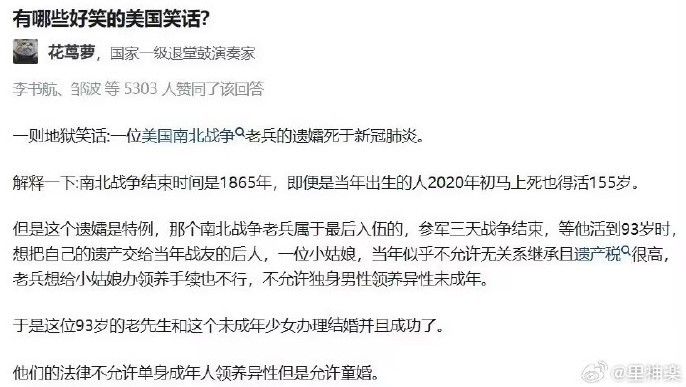 有哪些好笑的美国笑话?
花茑萝，国家一级退堂鼓演奏家
李书航、邹波 等 5303 人赞同了该回答
一则地狱笑话:一位美国南北战争老兵的遗孀死于新冠肺炎。
解释一下:南北战争结束时间是1865年，即便是当年出生的人2020年初马上死也得活155岁。
但是这个遗孀是特例，那个南北战争老兵属于最后入伍的，参军三天战争结束，等他活到93岁时，
想把自己的遗产交给当年战友的后人，一位小姑娘，当年似乎不允许无关系继承且遗产税很高，
老兵想给小姑娘办领养手续也不行，不允许独身男性领养异性未成年。
于是这位93岁的老先生和这个未成年少女办理结婚并且成功了。
他们的法律不允许单身成年人领养异性但是允许童婚。
@里神楽